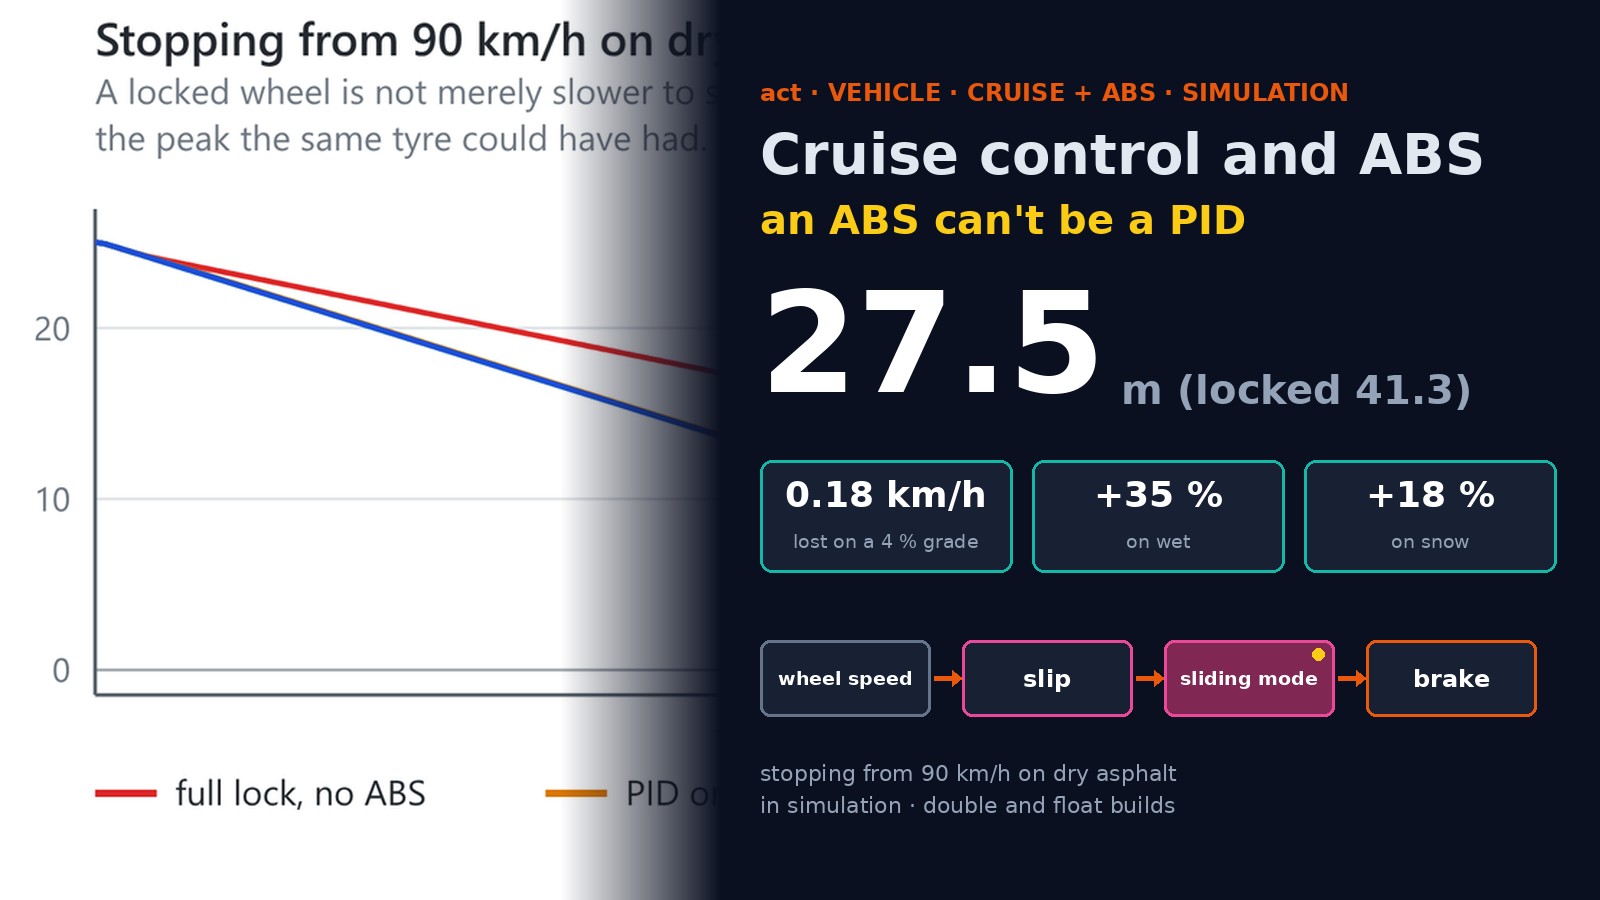 Stopping from 90 km/h on dry
A locked wheel is not merely slower to
the peak the same tyre could have had.
20
10
0
full lock, no ABS
PID
act · VEHICLE · CRUISE + ABS · SIMULATION
Cruise control and ABS
an ABS can't be a PID
27.5 m (locked 41.3)
0.18 km/h
lost on a 4 % grade
+35 %
on wet
+18 %
on snow
wheel speed
slip
sliding mode
brake
stopping from 90 km/h on dry asphalt
in simulation · double and float builds